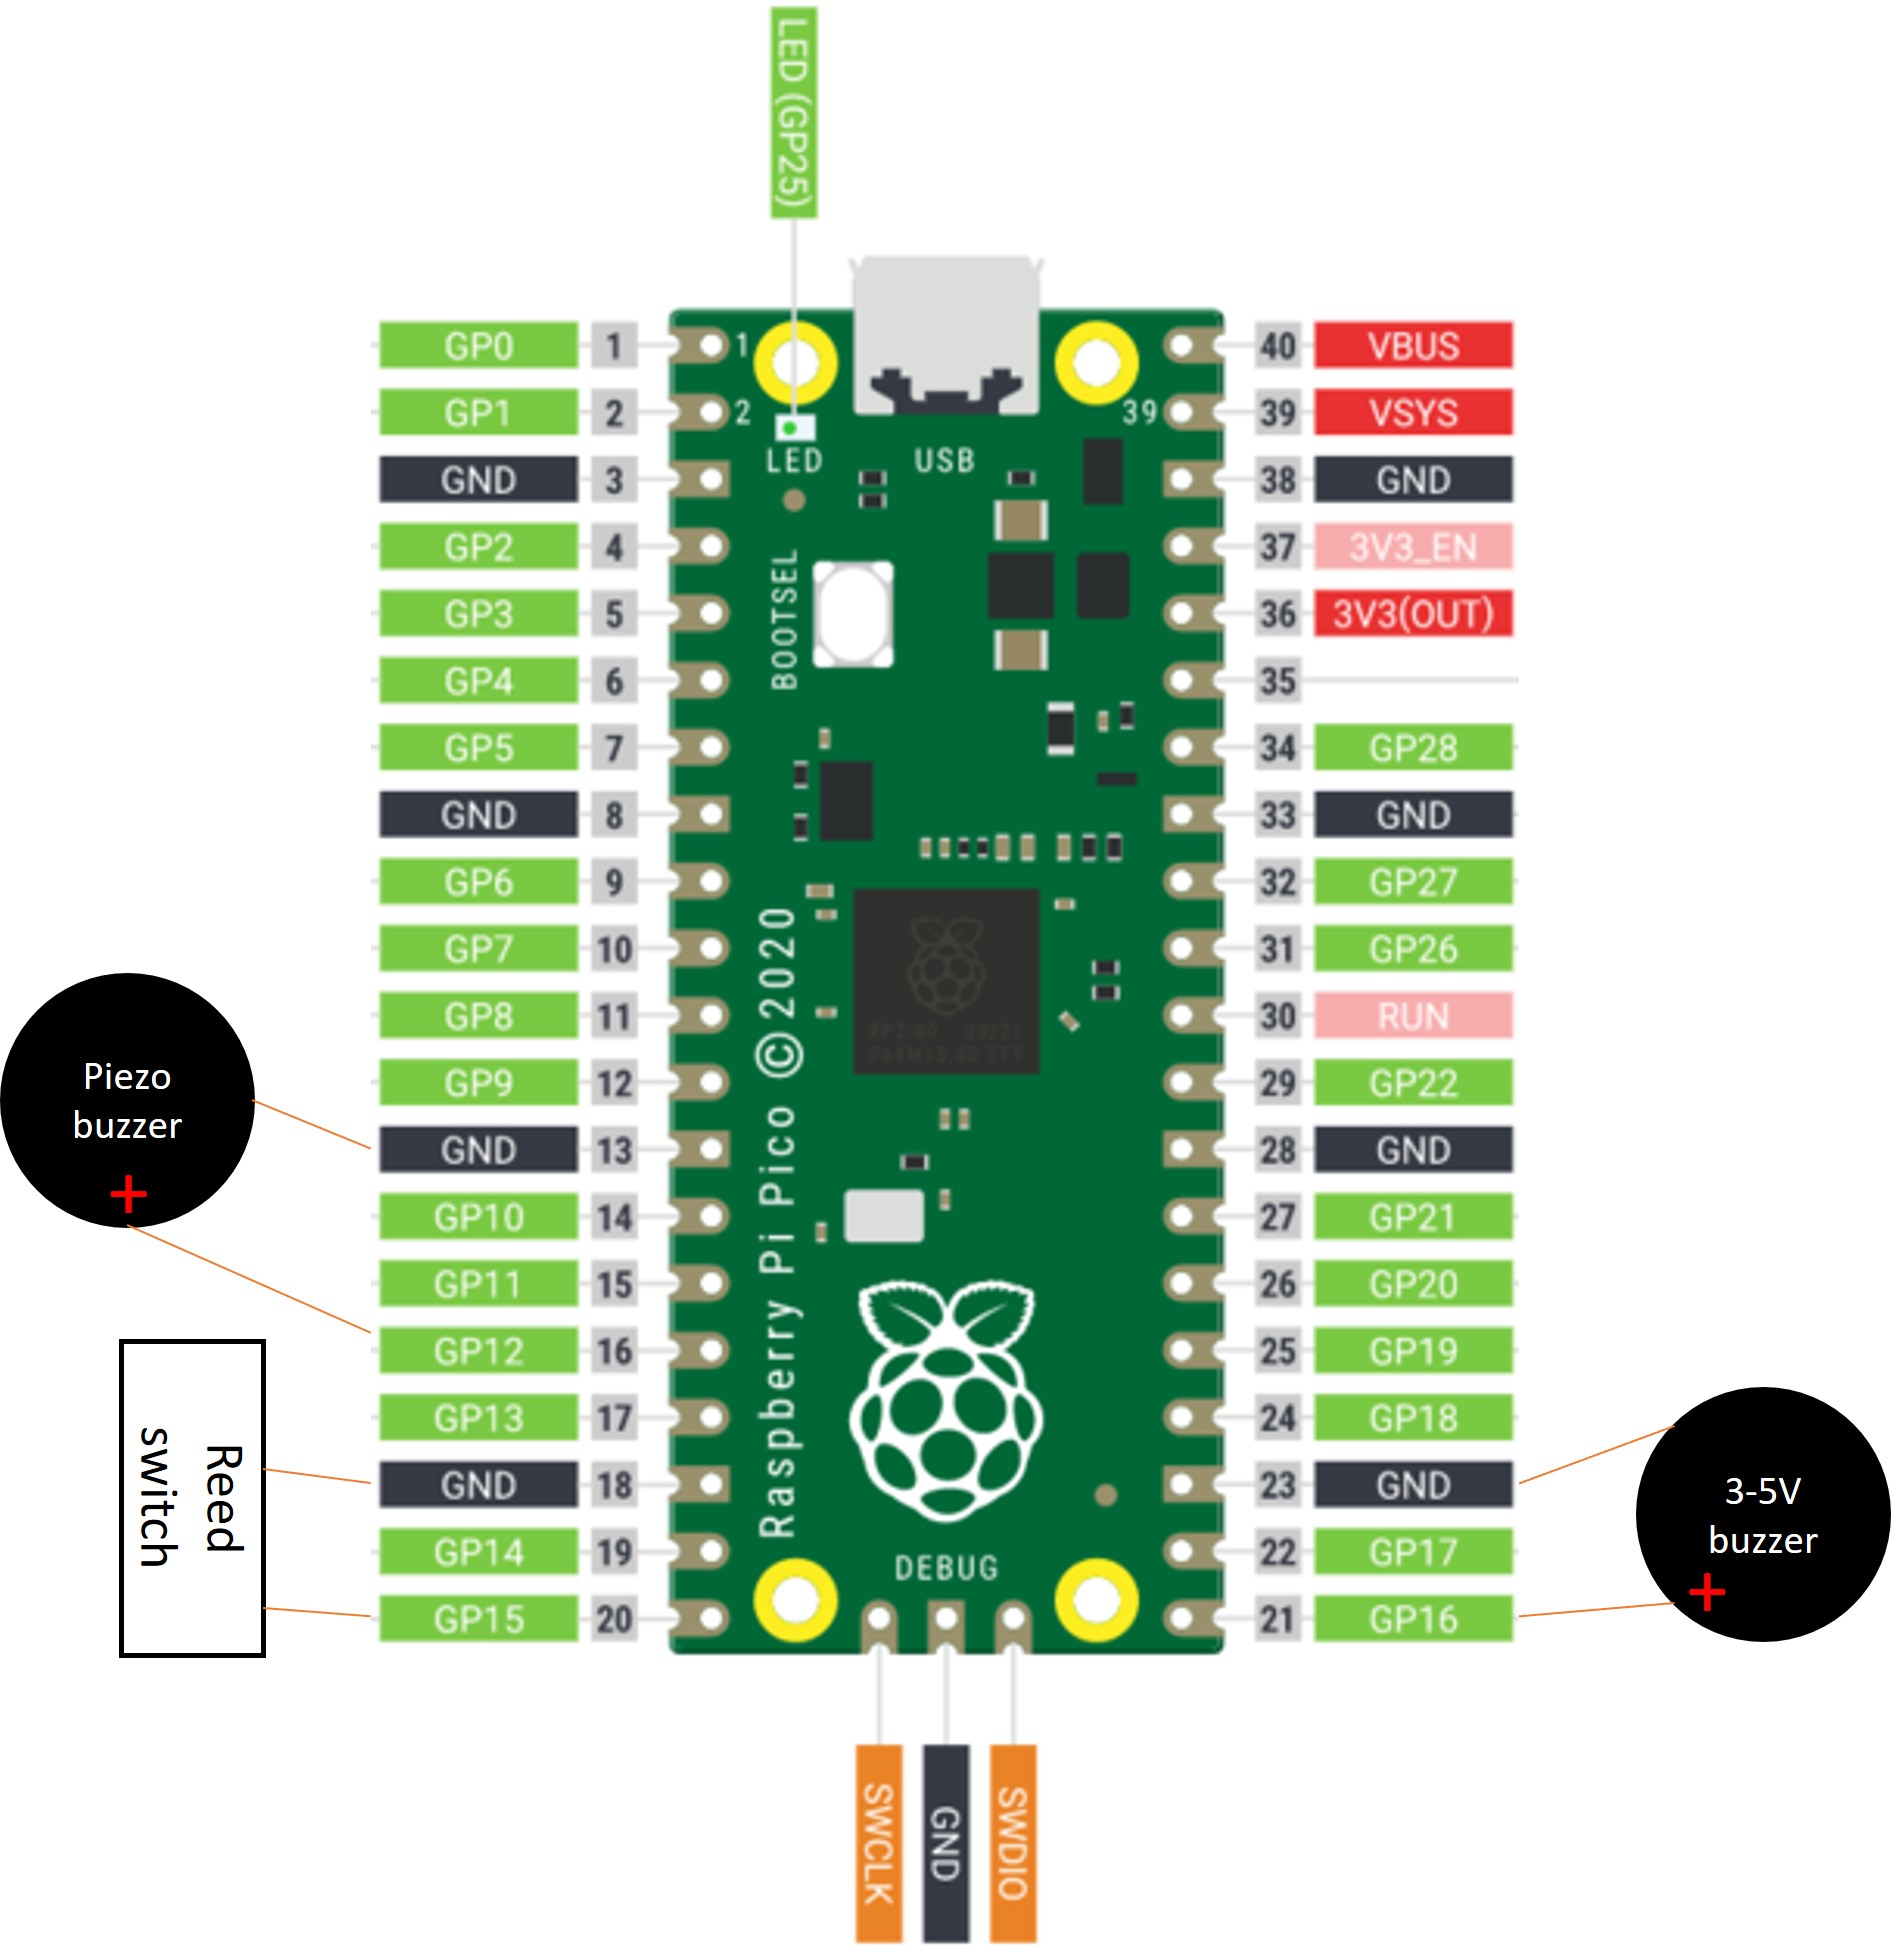 LED (GP25)
GP0 1
GP1 2
GND 3
GP2 4
GP3 5
GP4 6
GP5 7
GND 8
GP6 9
GP7 10
GP8 11
GP9 12
GND 13
GP10 14
GP11 15
GP12 16
GP13 17
GND 18
GP14 19
GP15 20
Piezo
buzzer
+
Reed
switch
1
2
39
LED
USB
BOOTSEL
Raspberry Pi Pico ©2020
DEBUG
40 VBUS
39 VSYS
38 GND
37 3V3_EN
36 3V3(OUT)
35
34 GP28
33 GND
32 GP27
31 GP26
30 RUN
29 GP22
28 GND
27 GP21
26 GP20
25 GP19
24 GP18
23 GND
22 GP17
21 GP16
3-5V
buzzer
+
SWCLK
GND
SWDIO